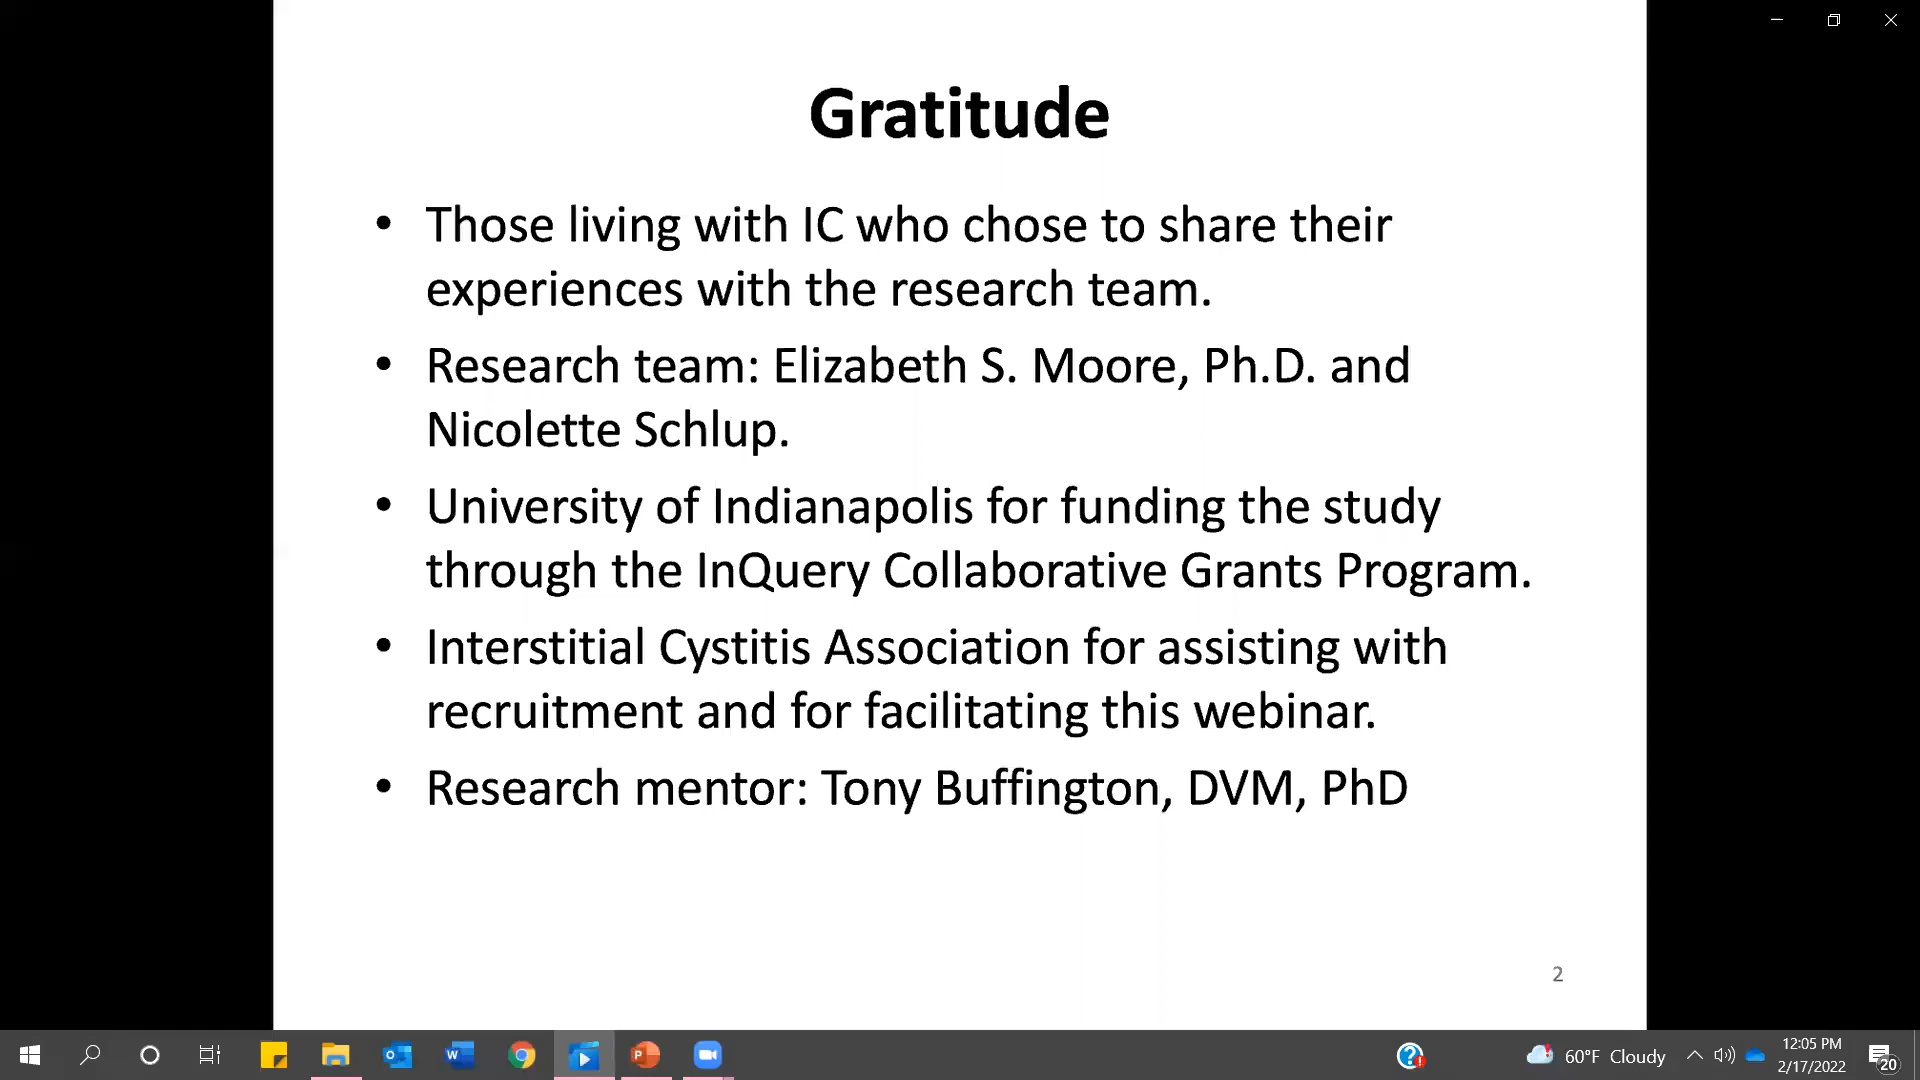 Gratitude
• Those living with IC who chose to share their
experiences with the research team.
• Research team: Elizabeth S. Moore, Ph.D. and
Nicolette Schlup.
• University of Indianapolis for funding the study
through the InQuery Collaborative Grants Program.
• Interstitial Cystitis Association for assisting with
recruitment and for facilitating this webinar.
• Research mentor: Tony Buffington, DVM, PhD
2
60°F Cloudy
12:05 PM
2/17/2022
20